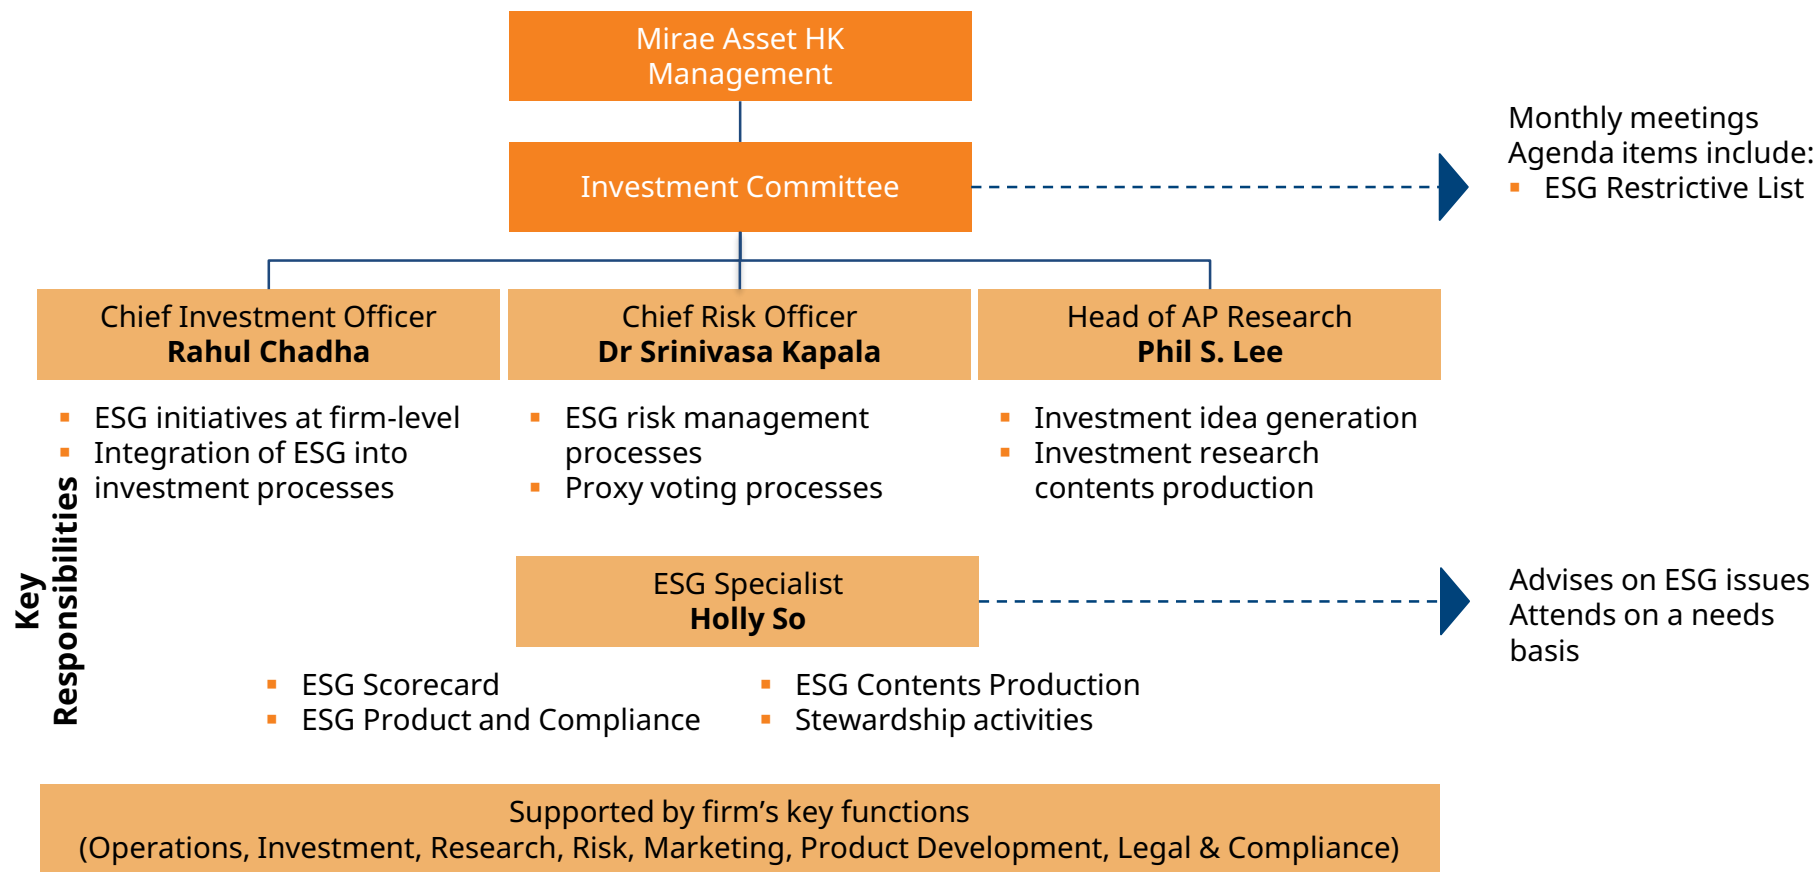 Mirae Asset HK
Management
Monthly meetings
Agenda items include:
▪ ESG Restrictive List
Investment Committee
Chief Investment Officer
Rahul Chadha
Chief Risk Officer
Dr Srinivasa Kapala
Head of AP Research
Phil S. Lee
▪ ESG initiatives at firm-level
▪ Integration of ESG into
investment processes
▪ ESG risk management
processes
▪ Proxy voting processes
▪ Investment idea generation
▪ Investment research
contents production
Key
Responsibilities
ESG Specialist
Holly So
Advises on ESG issues
Attends on a needs
basis
▪ ESG Scorecard
▪ ESG Product and Compliance
▪ ESG Contents Production
▪ Stewardship activities
Supported by firm’s key functions
(Operations, Investment, Research, Risk, Marketing, Product Development, Legal & Compliance)